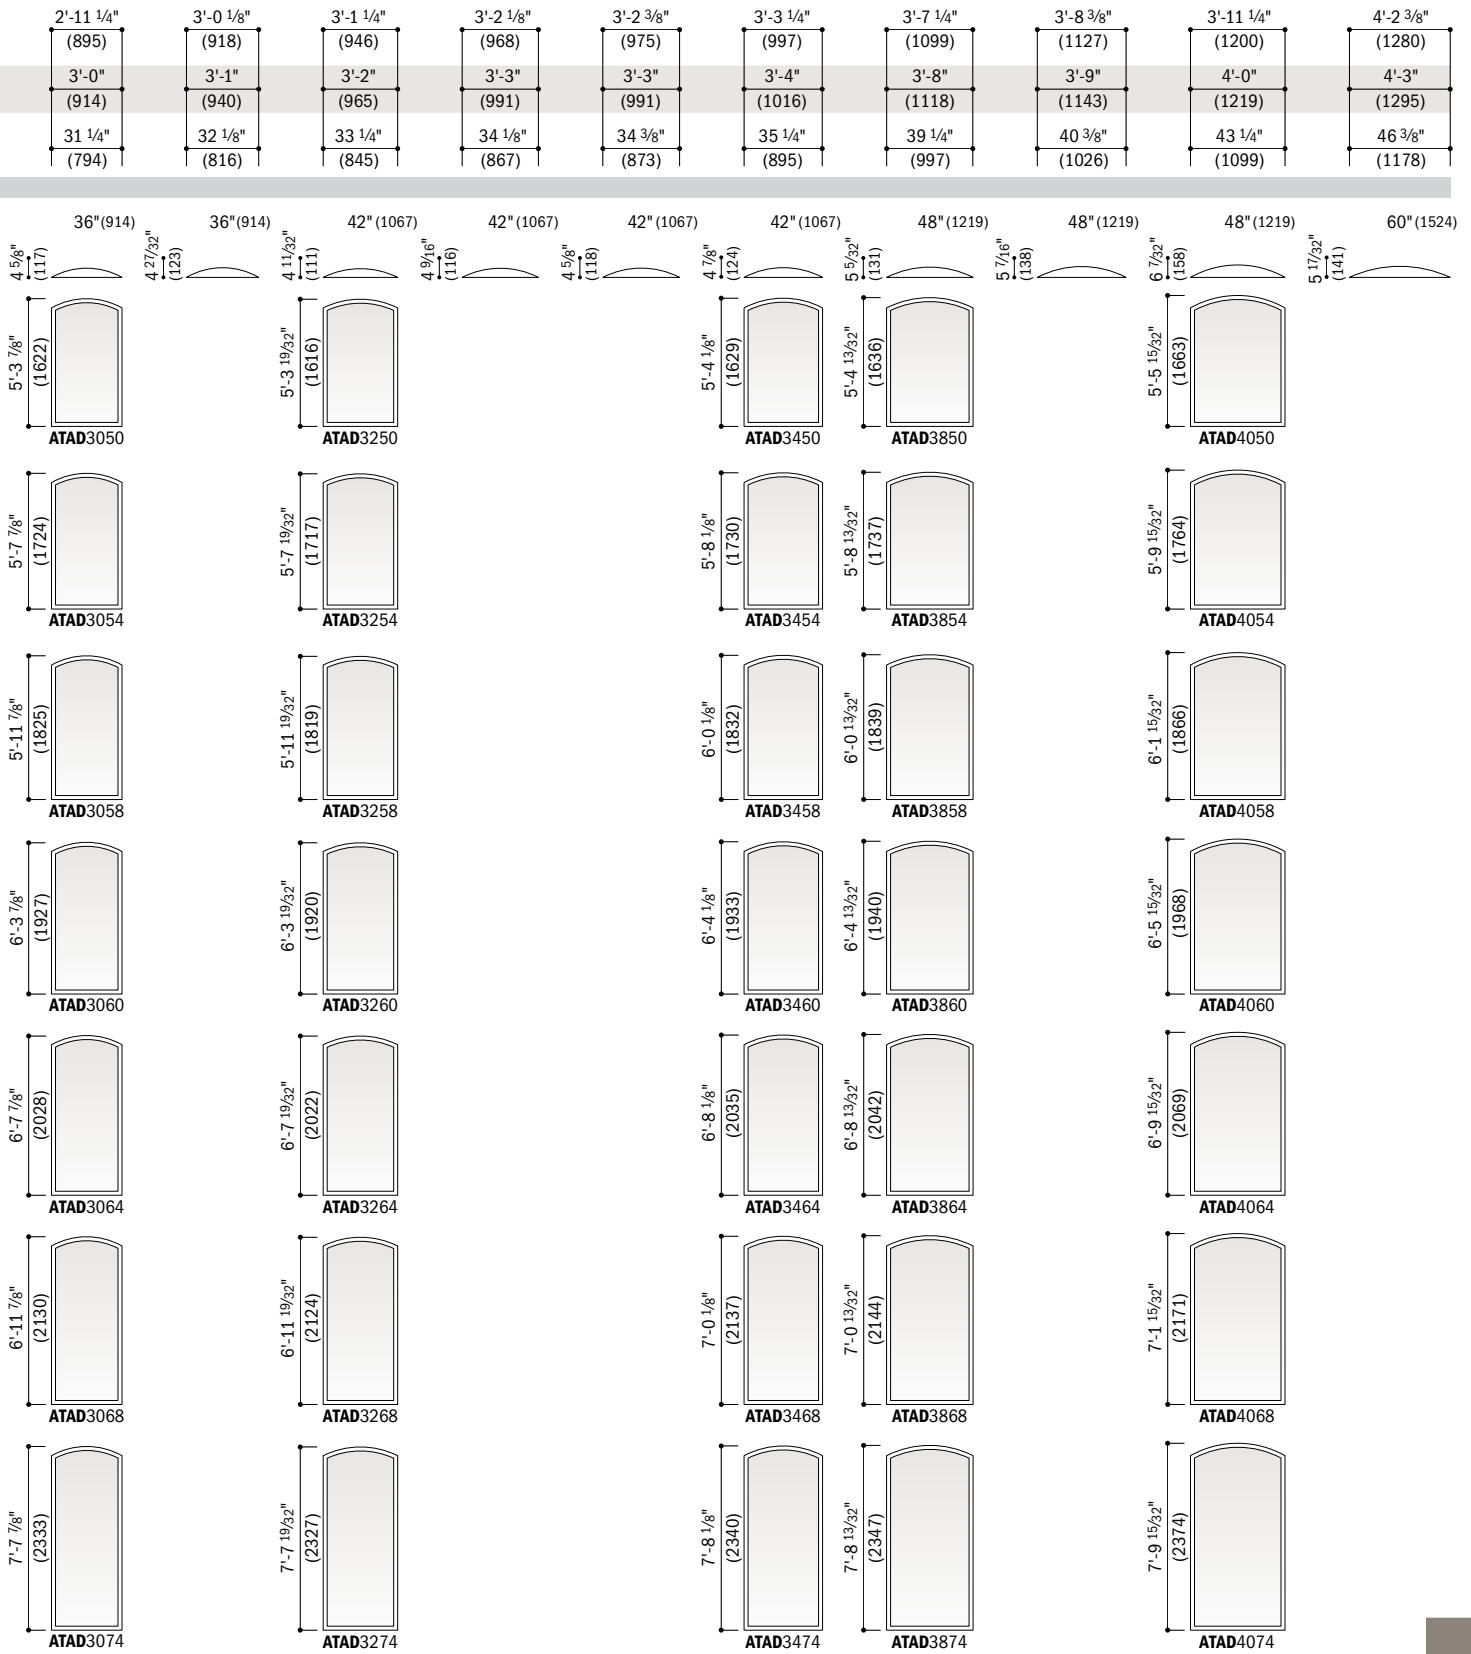 2'-11 1/4" 3'-0 1/8" 3'-1 1/4" 3'-2 1/8" 3'-2 3/8" 3'-3 1/4" 3'-7 1/4" 3'-8 3/8" 3'-11 1/4" 4'-2 3/8"
(895) (918) (946) (968) (975) (997) (1099) (1127) (1200) (1280)
3'-0" 3'-1" 3'-2" 3'-3" 3'-3" 3'-4" 3'-8" 3'-9" 4'-0" 4'-3"
(914) (940) (965) (991) (991) (1016) (1118) (1143) (1219) (1295)
31 1/4" 32 1/8" 33 1/4" 34 1/8" 34 3/8" 35 1/4" 39 1/4" 40 3/8" 43 1/4" 46 3/8"
(794) (816) (845) (867) (873) (895) (997) (1026) (1099) (1178)
36" (914) 36" (914) 42" (1067) 42" (1067) 42" (1067) 42" (1067) 48" (1219) 48" (1219) 48" (1219) 60" (1524)
4 5/8" 4 27/32" 4 11/32" 4 9/16" 4 5/8" 4 7/8" 5 5/32" 5 7/16" 6 7/32" 5 17/32"
(117) (123) (111) (116) (118) (124) (131) (138) (158) (141)
5'-3 7/8" 5'-3 19/32" 5'-4 1/8" 5'-4 13/32" 5'-5 15/32"
(1622) (1616) (1629) (1636) (1663)
ATAD3050 ATAD3250 ATAD3450 ATAD3850 ATAD4050
5'-7 7/8" 5'-7 19/32" 5'-8 1/8" 5'-8 13/32" 5'-9 15/32"
(1724) (1717) (1730) (1737) (1764)
ATAD3054 ATAD3254 ATAD3454 ATAD3854 ATAD4054
5'-11 7/8" 5'-11 19/32" 6'-0 1/8" 6'-0 13/32" 6'-1 15/32"
(1825) (1819) (1832) (1839) (1866)
ATAD3058 ATAD3258 ATAD3458 ATAD3858 ATAD4058
6'-3 7/8" 6'-3 19/32" 6'-4 1/8" 6'-4 13/32" 6'-5 15/32"
(1927) (1920) (1933) (1940) (1968)
ATAD3060 ATAD3260 ATAD3460 ATAD3860 ATAD4060
6'-7 7/8" 6'-7 19/32" 6'-8 1/8" 6'-8 13/32" 6'-9 15/32"
(2028) (2022) (2035) (2042) (2069)
ATAD3064 ATAD3264 ATAD3464 ATAD3864 ATAD4064
6'-11 7/8" 6'-11 19/32" 7'-0 1/8" 7'-0 13/32" 7'-1 15/32"
(2130) (2124) (2137) (2144) (2171)
ATAD3068 ATAD3268 ATAD3468 ATAD3868 ATAD4068
7'-7 7/8" 7'-7 19/32" 7'-8 1/8" 7'-8 13/32" 7'-9 15/32"
(2333) (2327) (2340) (2347) (2374)
ATAD3074 ATAD3274 ATAD3474 ATAD3874 ATAD4074